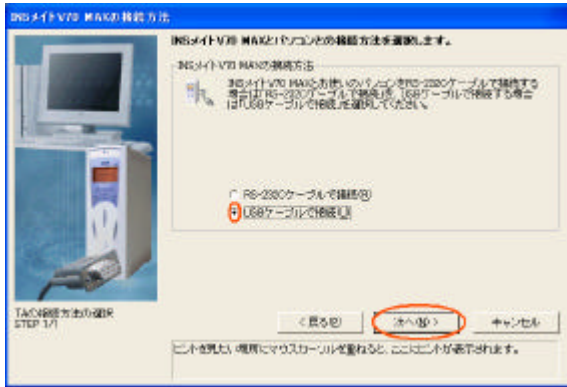 INSメイトV70 MAXの接続方法
INSメイトV70 MAXとパソコンとの接続方法を選択します。
INSメイトV70 MAXの接続方法
INSメイトV70 MAXとお使いのパソコンをRS-232Cケーブルで接続する
場合は「RS-232Cケーブルで接続」を、USBケーブルで接続する場合
は「USBケーブルで接続」を選択してください。
RS-232Cケーブルで接続(R)
USBケーブルで接続(U)
TAの接続方法の選択
STEP 1/1
< 戻る(B)
次へ(N) >
キャンセル
ヒントを見たい場所にマウスカーソルを重ねると、ここにヒントが表示されます。